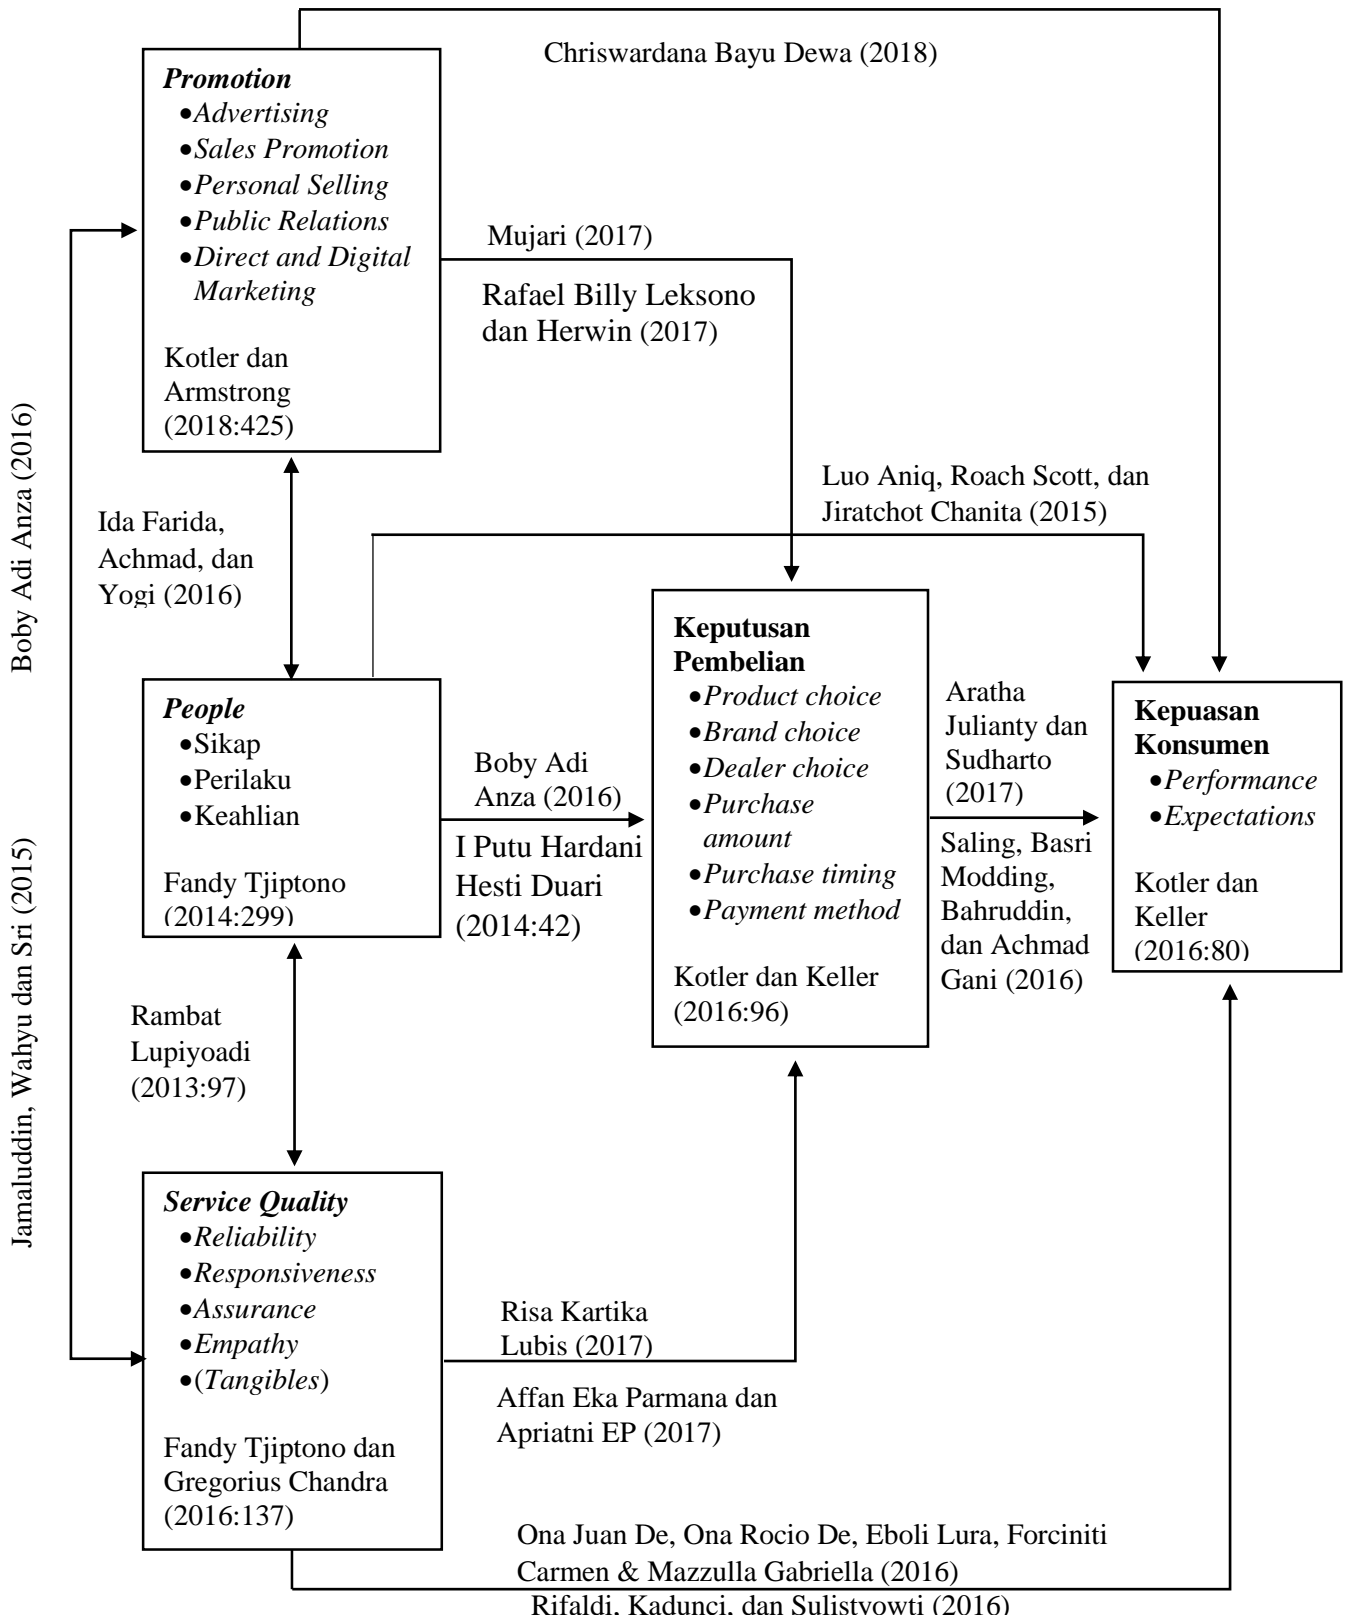 Chriswardana Bayu Dewa (2018)
Promotion
•Advertising
•Sales Promotion
•Personal Selling
•Public Relations
•Direct and Digital
Marketing
Kotler dan
Armstrong
(2018:425)
Mujari (2017)
Rafael Billy Leksono
dan Herwin (2017)
Boby Adi Anza (2016)
Jamaluddin, Wahyu dan Sri (2015)
Ida Farida,
Achmad, dan
Yogi (2016)
Luo Aniq, Roach Scott, dan
Jiratchot Chanita (2015)
People
•Sikap
•Perilaku
•Keahlian
Fandy Tjiptono
(2014:299)
Boby Adi
Anza (2016)
I Putu Hardani
Hesti Duari
(2014:42)
Keputusan
Pembelian
•Product choice
•Brand choice
•Dealer choice
•Purchase
amount
•Purchase timing
•Payment method
Kotler dan Keller
(2016:96)
Aratha
Julianty dan
Sudharto
(2017)
Saling, Basri
Modding,
Bahruddin,
dan Achmad
Gani (2016)
Kepuasan
Konsumen
•Performance
•Expectations
Kotler dan
Keller
(2016:80)
Rambat
Lupiyoadi
(2013:97)
Service Quality
•Reliability
•Responsiveness
•Assurance
•Empathy
•(Tangibles)
Fandy Tjiptono dan
Gregorius Chandra
(2016:137)
Risa Kartika
Lubis (2017)
Affan Eka Parmana dan
Apriatni EP (2017)
Ona Juan De, Ona Rocio De, Eboli Lura, Forciniti
Carmen & Mazzulla Gabriella (2016)
Rifaldi, Kadunci, dan Sulistyowti (2016)